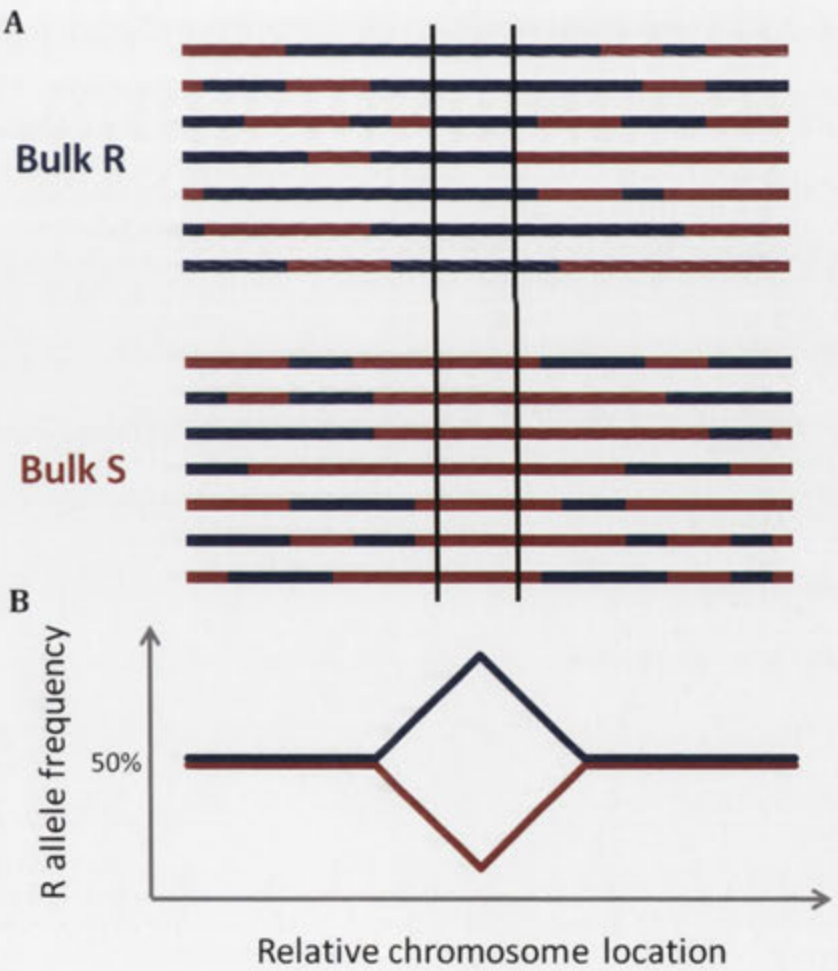 A
Bulk R
Bulk S
B
R allele frequency
50%
Relative chromosome location